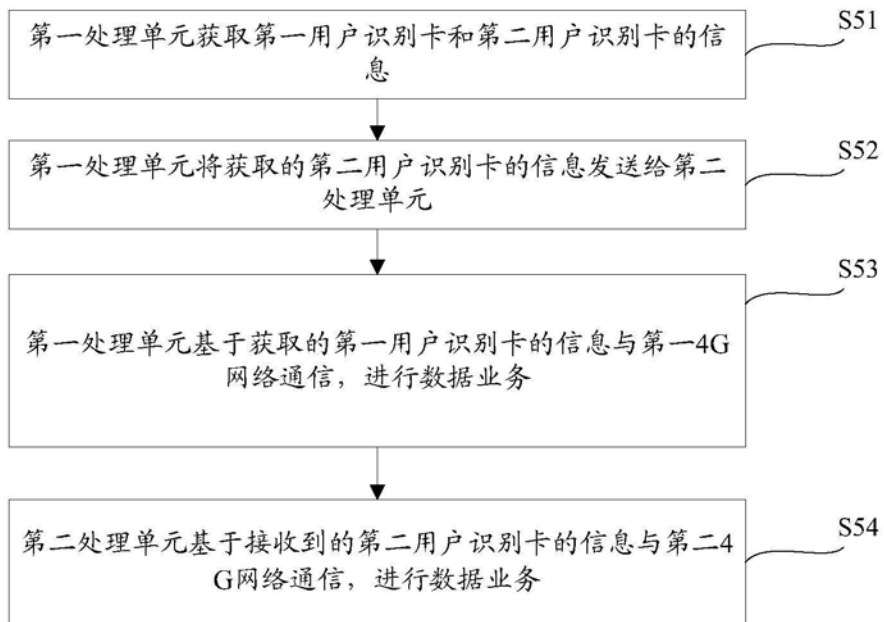 第一处理单元获取第一用户识别卡和第二用户识别卡的信
息
S51
第一处理单元将获取的第二用户识别卡的信息发送给第二
处理单元
S52
第一处理单元基于获取的第一用户识别卡的信息与第一4G
网络通信，进行数据业务
S53
第二处理单元基于接收到的第二用户识别卡的信息与第二4
G网络通信，进行数据业务
S54